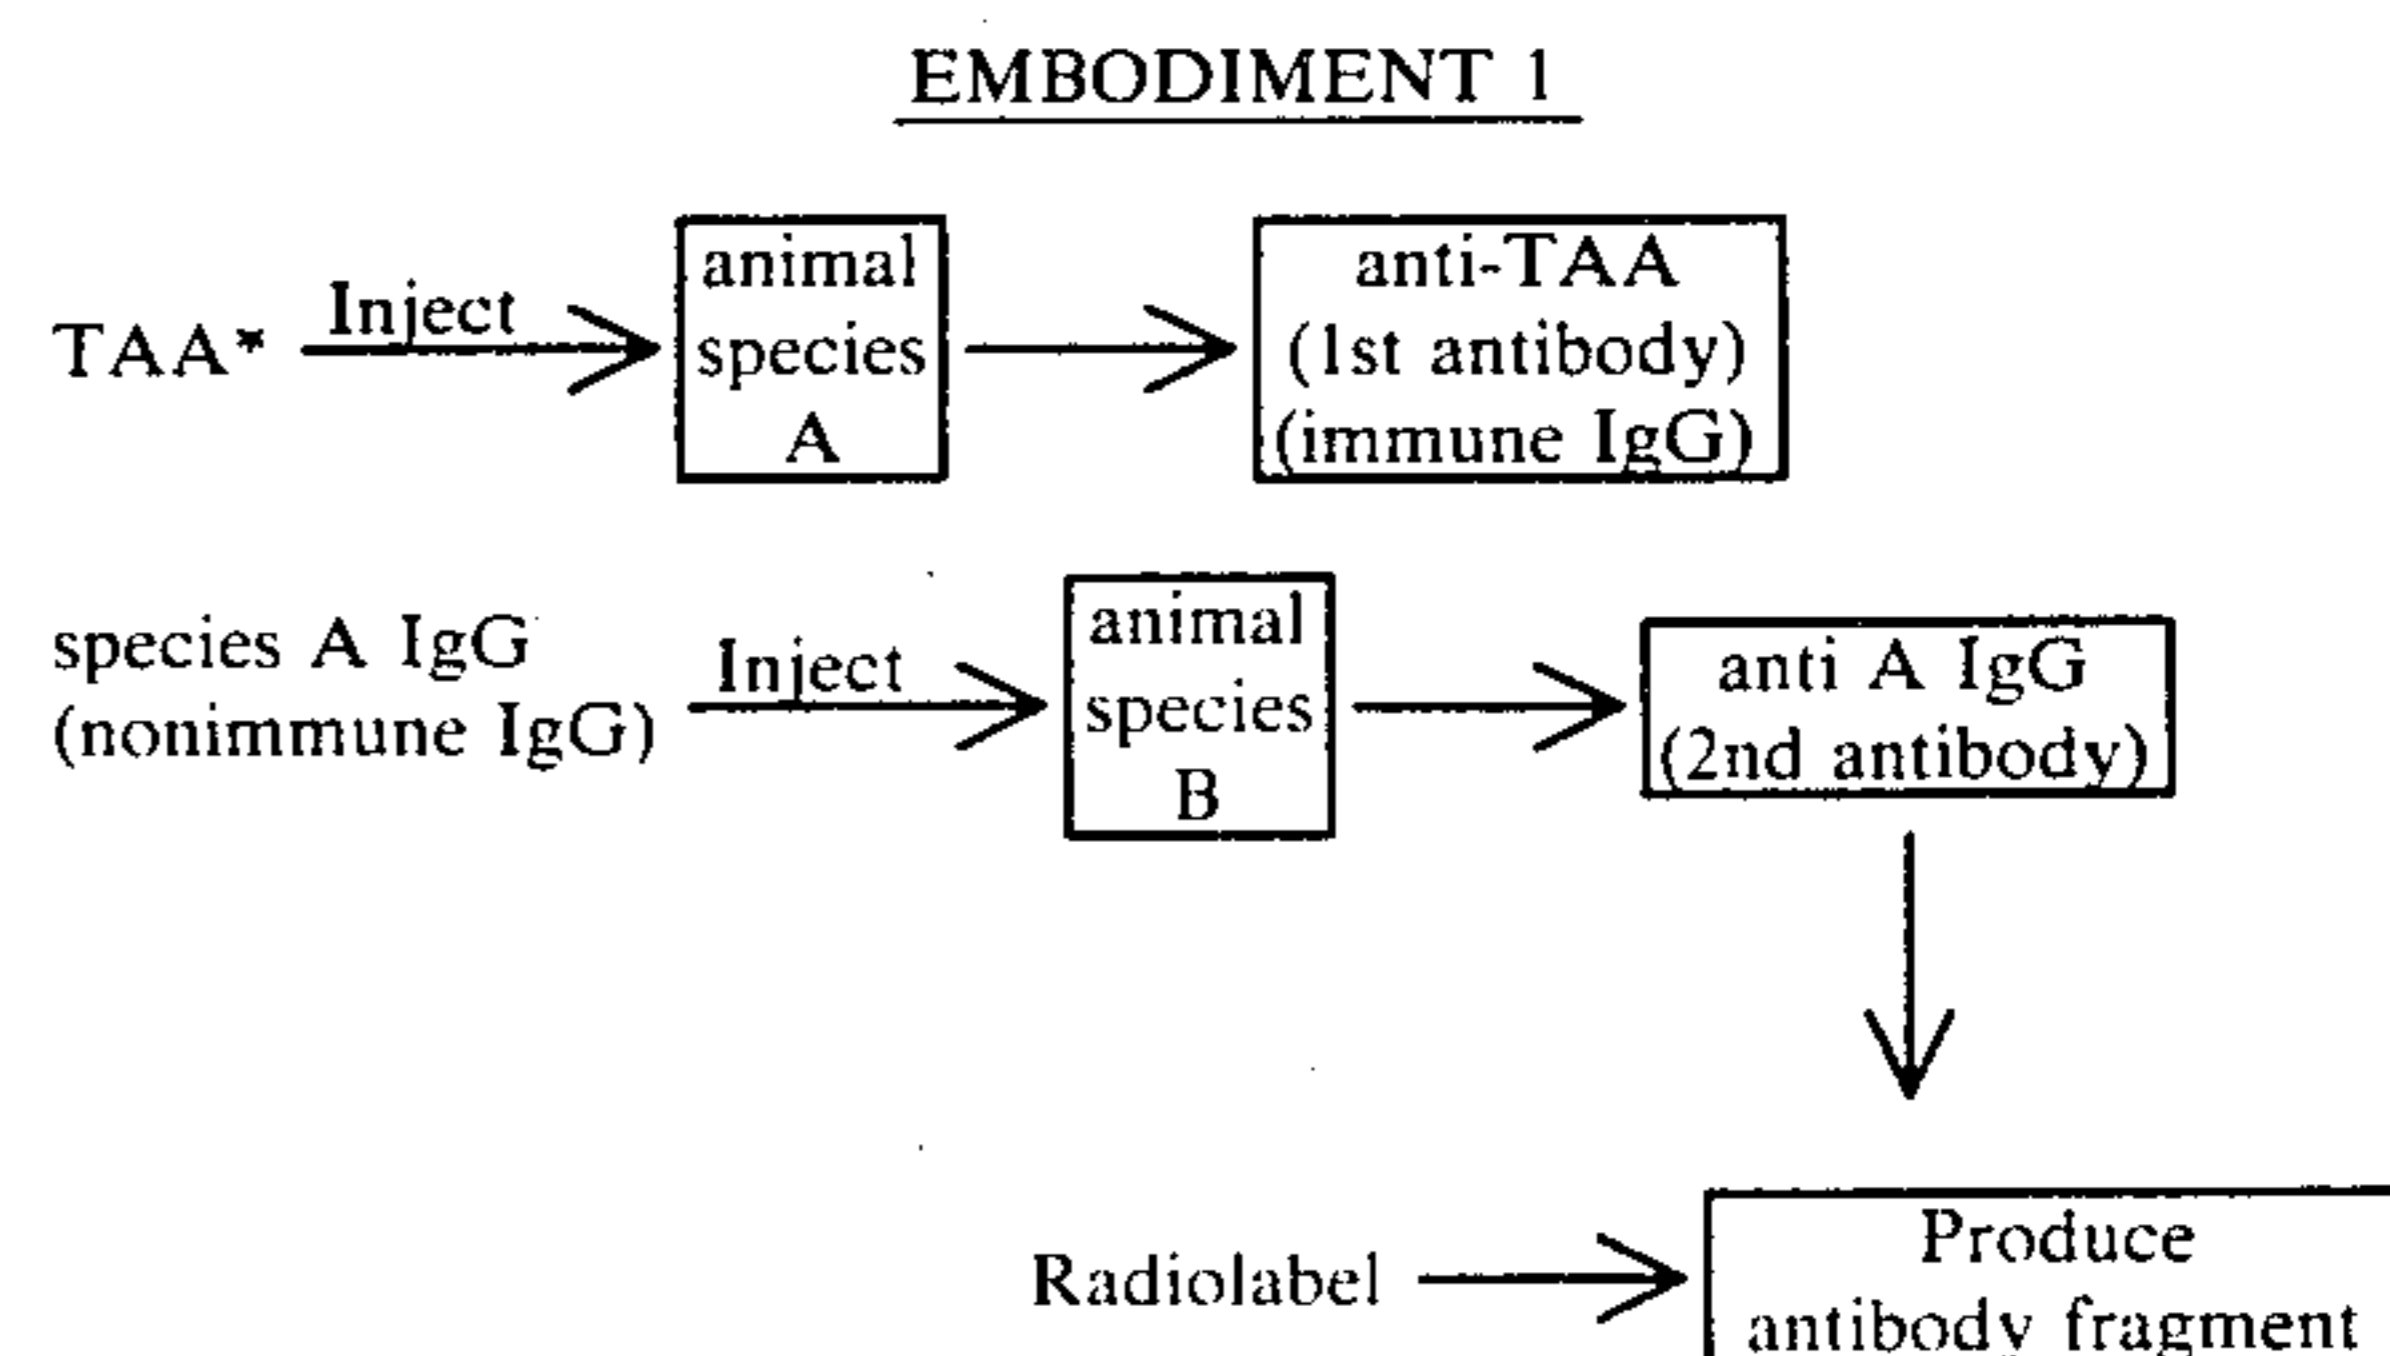 EMBODIMENT 1
TAA*
Inject
animal
species
A
anti-TAA
(1st antibody)
(immune IgG)
species A IgG
(nonimmune IgG)
Inject
animal
species
B
anti A IgG
(2nd antibody)
Radiolabel
Produce
antibody fragment